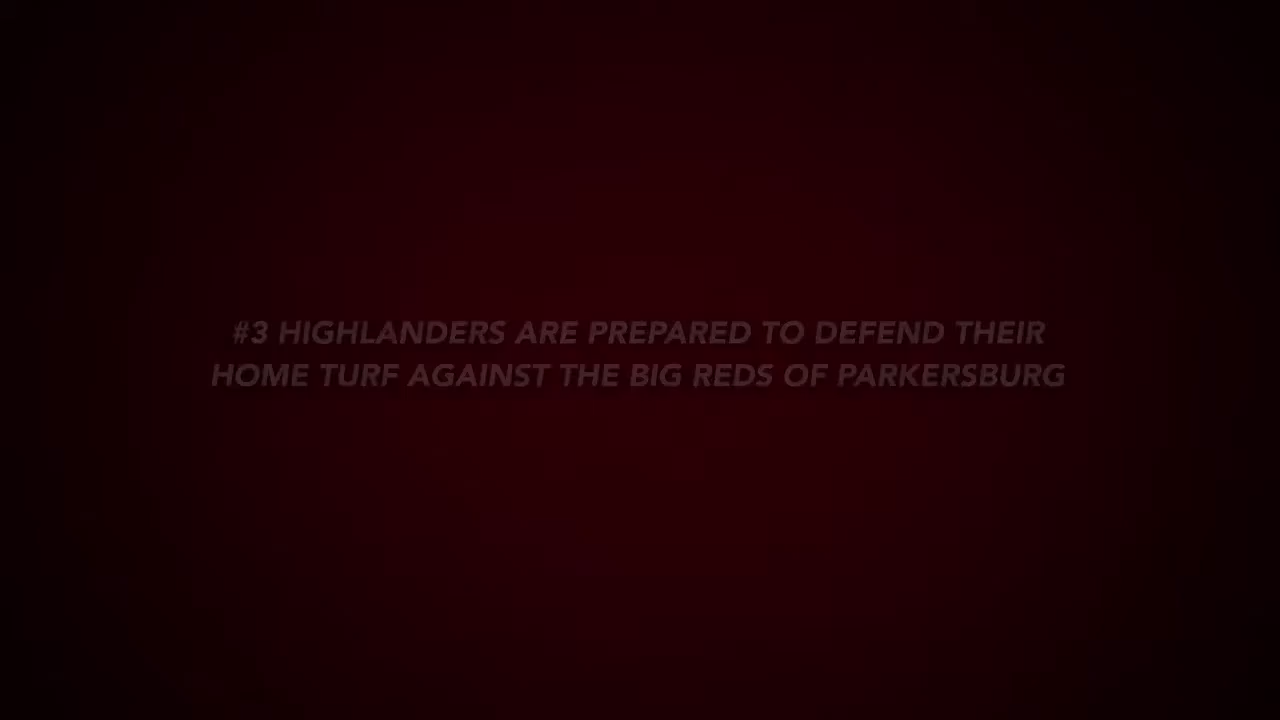 #3 HIGHLANDERS ARE PREPARED TO DEFEND THEIR
HOME TURF AGAINST THE BIG REDS OF PARKERSBURG